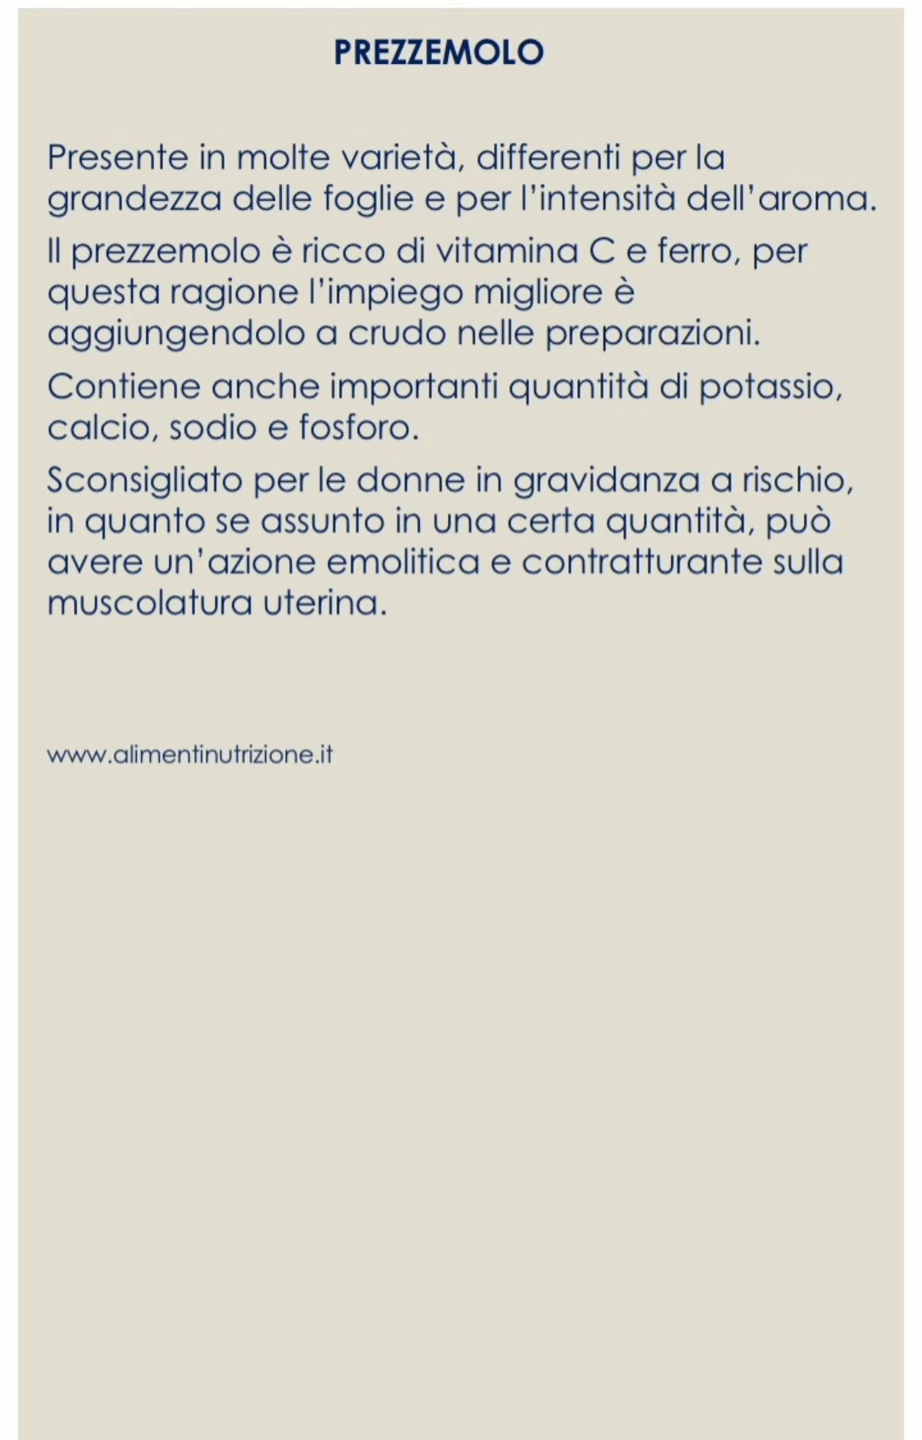 PREZZEMOLO
Presente in molte varietà, differenti per la
grandezza delle foglie e per l'intensità dell'aroma.
Il prezzemolo è ricco di vitamina C e ferro, per
questa ragione l'impiego migliore è
aggiungendolo a crudo nelle preparazioni.
Contiene anche importanti quantità di potassio,
calcio, sodio e fosforo.
Sconsigliato per le donne in gravidanza a rischio,
in quanto se assunto in una certa quantità, può
avere un'azione emolitica e contratturante sulla
muscolatura uterina.
www.alimentinutrizione.it